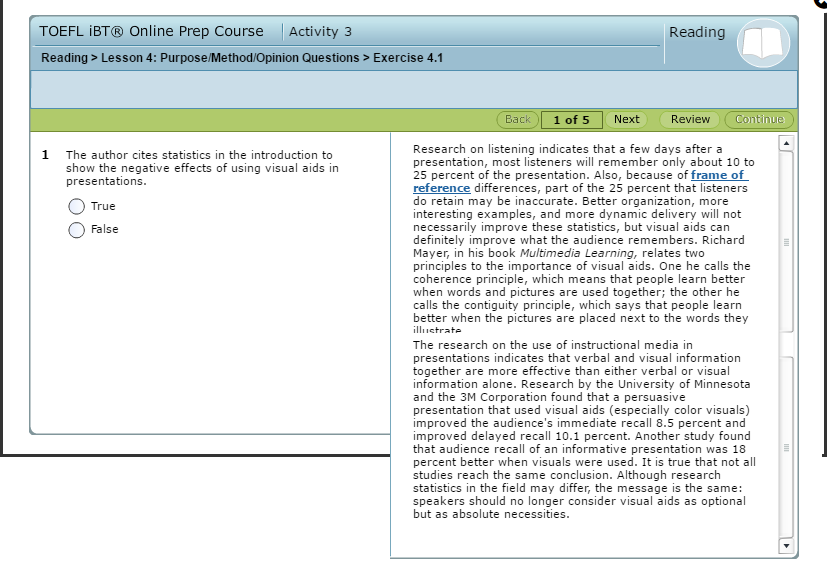 TOEFL iBT® Online Prep Course
Activity 3
Reading
Reading > Lesson 4: Purpose/Method/Opinion Questions > Exercise 4.1
Back
1 of 5
Next
Review
Continue
1 The author cites statistics in the introduction to
show the negative effects of using visual aids in
presentations.
True
False
Research on listening indicates that a few days after a
presentation, most listeners will remember only about 10 to
25 percent of the presentation. Also, because of frame of
reference differences, part of the 25 percent that listeners
do retain may be inaccurate. Better organization, more
interesting examples, and more dynamic delivery will not
necessarily improve these statistics, but visual aids can
definitely improve what the audience remembers. Richard
Mayer, in his book Multimedia Learning, relates two
principles to the importance of visual aids. One he calls the
coherence principle, which means that people learn better
when words and pictures are used together; the other he
calls the contiguity principle, which says that people learn
better when the pictures are placed next to the words they
illustrate
The research on the use of instructional media in
presentations indicates that verbal and visual information
together are more effective than either verbal or visual
information alone. Research by the University of Minnesota
and the 3M Corporation found that a persuasive
presentation that used visual aids (especially color visuals)
improved the audience's immediate recall 8.5 percent and
improved delayed recall 10.1 percent. Another study found
that audience recall of an informative presentation was 18
percent better when visuals were used. It is true that not all
studies reach the same conclusion. Although research
statistics in the field may differ, the message is the same:
speakers should no longer consider visual aids as optional
but as absolute necessities.